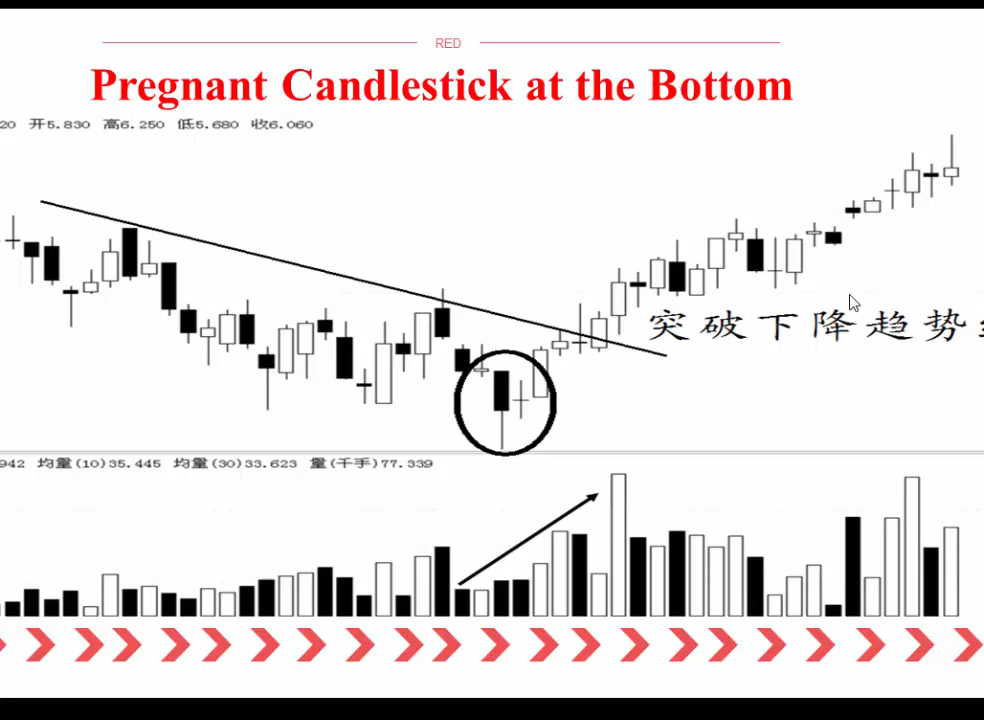 RED
Pregnant Candlestick at the Bottom
20 开5.830 高6.250 低5.680 收6.060
突破下降趋势
942 均量(10)35.445 均量(30)33.623 量(千手)77.339